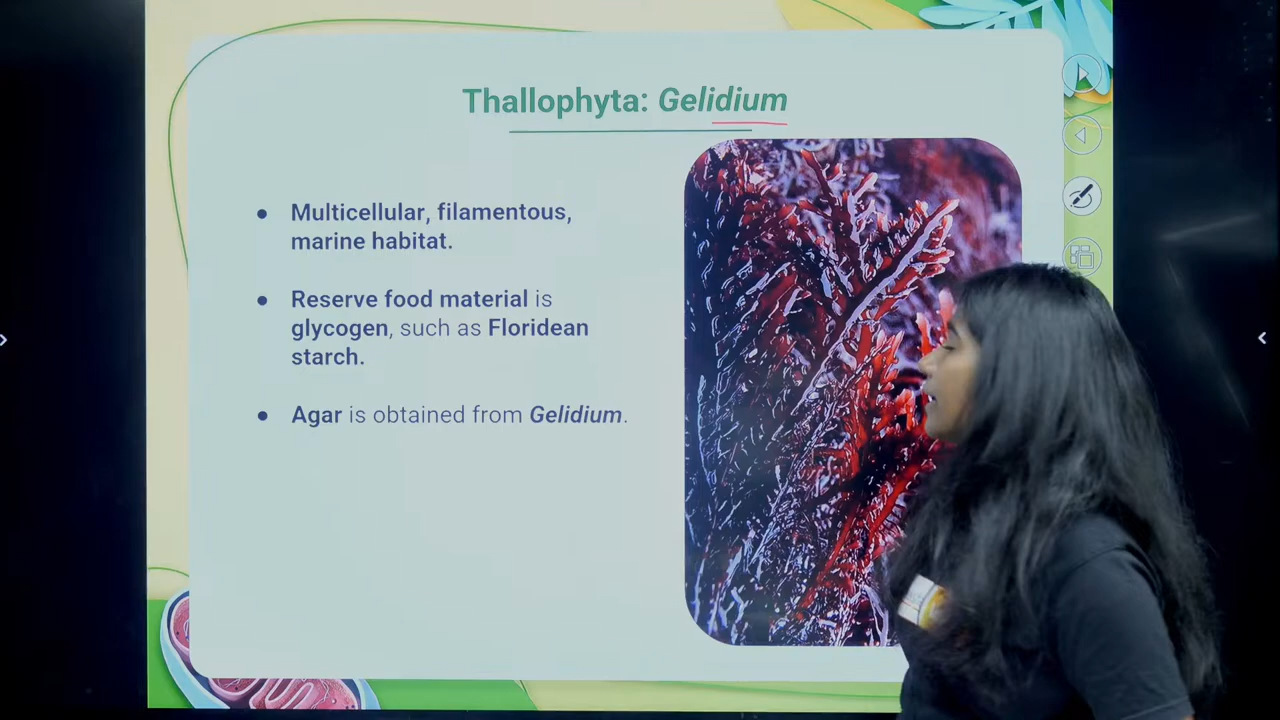 Thallophyta: Gelidium
● Multicellular, filamentous,
marine habitat.
● Reserve food material is
glycogen, such as Floridean
starch.
● Agar is obtained from Gelidium.